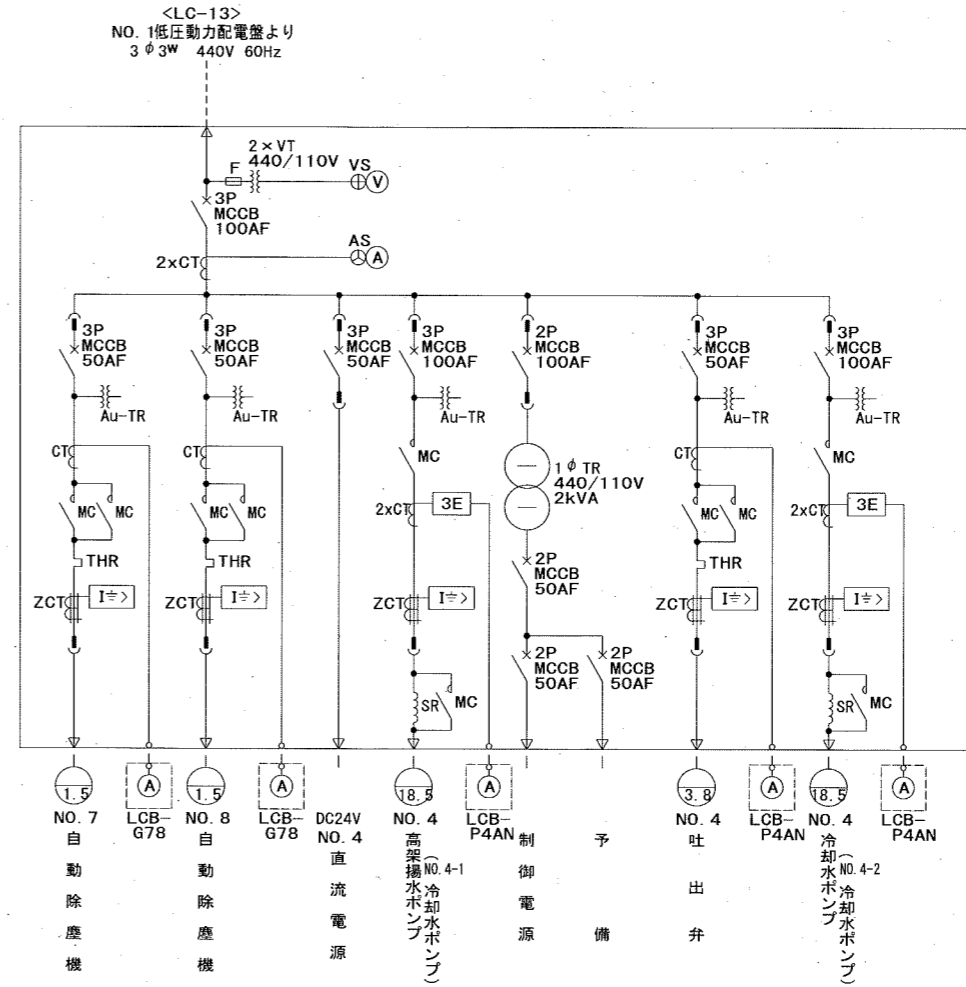 <LC-13>
NO. 1低圧動力配電盤より
3φ3W 440V 60Hz
2×VT
440/110V
F
VS
V
3P
MCCB
100AF
AS
A
2xCT
3P
MCCB
50AF
3P
MCCB
50AF
3P
MCCB
50AF
3P
MCCB
100AF
2P
MCCB
100AF
3P
MCCB
50AF
3P
MCCB
100AF
Au-TR
Au-TR
Au-TR
Au-TR
Au-TR
CT
CT
MC
1φTR
440/110V
2kVA
CT
MC
MC
MC
MC
MC
2xCT
3E
MC
MC
2xCT
3E
THR
THR
2P
MCCB
50AF
THR
ZCT
I⏚>
ZCT
I⏚>
ZCT
I⏚>
ZCT
I⏚>
ZCT
I⏚>
2P
MCCB
50AF
2P
MCCB
50AF
SR
MC
SR
MC
1.5
A
1.5
A
18.5
A
3.8
A
18.5
A
NO. 7
自動除塵機
LCB-
G78
NO. 8
自動除塵機
LCB-
G78
DC24V
NO. 4
直流電源
NO. 4
高架揚水ポンプ
(NO. 4-1
冷却水ポンプ)
LCB-
P4AN
制御電源
予備
NO. 4
吐出弁
LCB-
P4AN
NO. 4
冷却水ポンプ
(NO. 4-2
冷却水ポンプ)
LCB-
P4AN